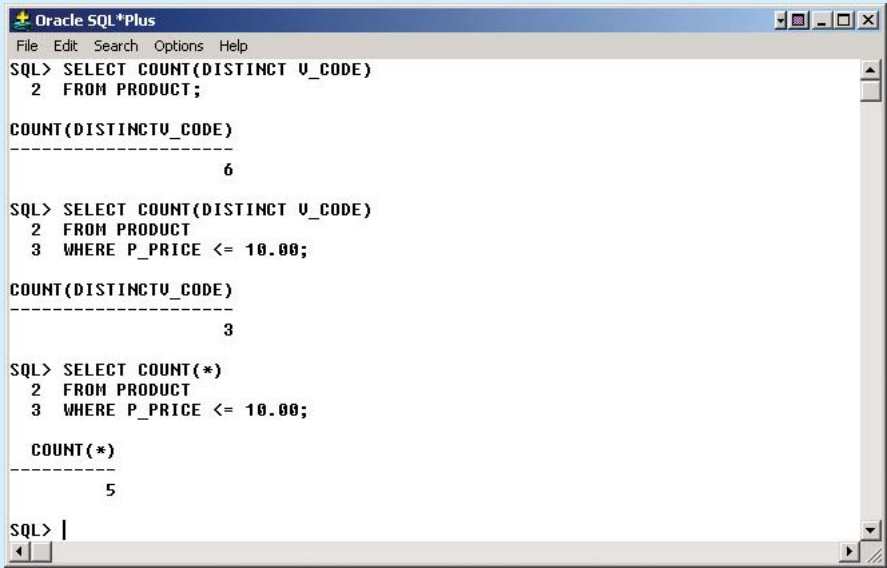 Oracle SQL*Plus
File Edit Search Options Help
SQL> SELECT COUNT(DISTINCT V_CODE)
2 FROM PRODUCT;
COUNT(DISTINCTV_CODE)
---------------------
6
SQL> SELECT COUNT(DISTINCT V_CODE)
2 FROM PRODUCT
3 WHERE P_PRICE <= 10.00;
COUNT(DISTINCTV_CODE)
---------------------
3
SQL> SELECT COUNT(*)
2 FROM PRODUCT
3 WHERE P_PRICE <= 10.00;
COUNT(*)
----------
5
SQL>